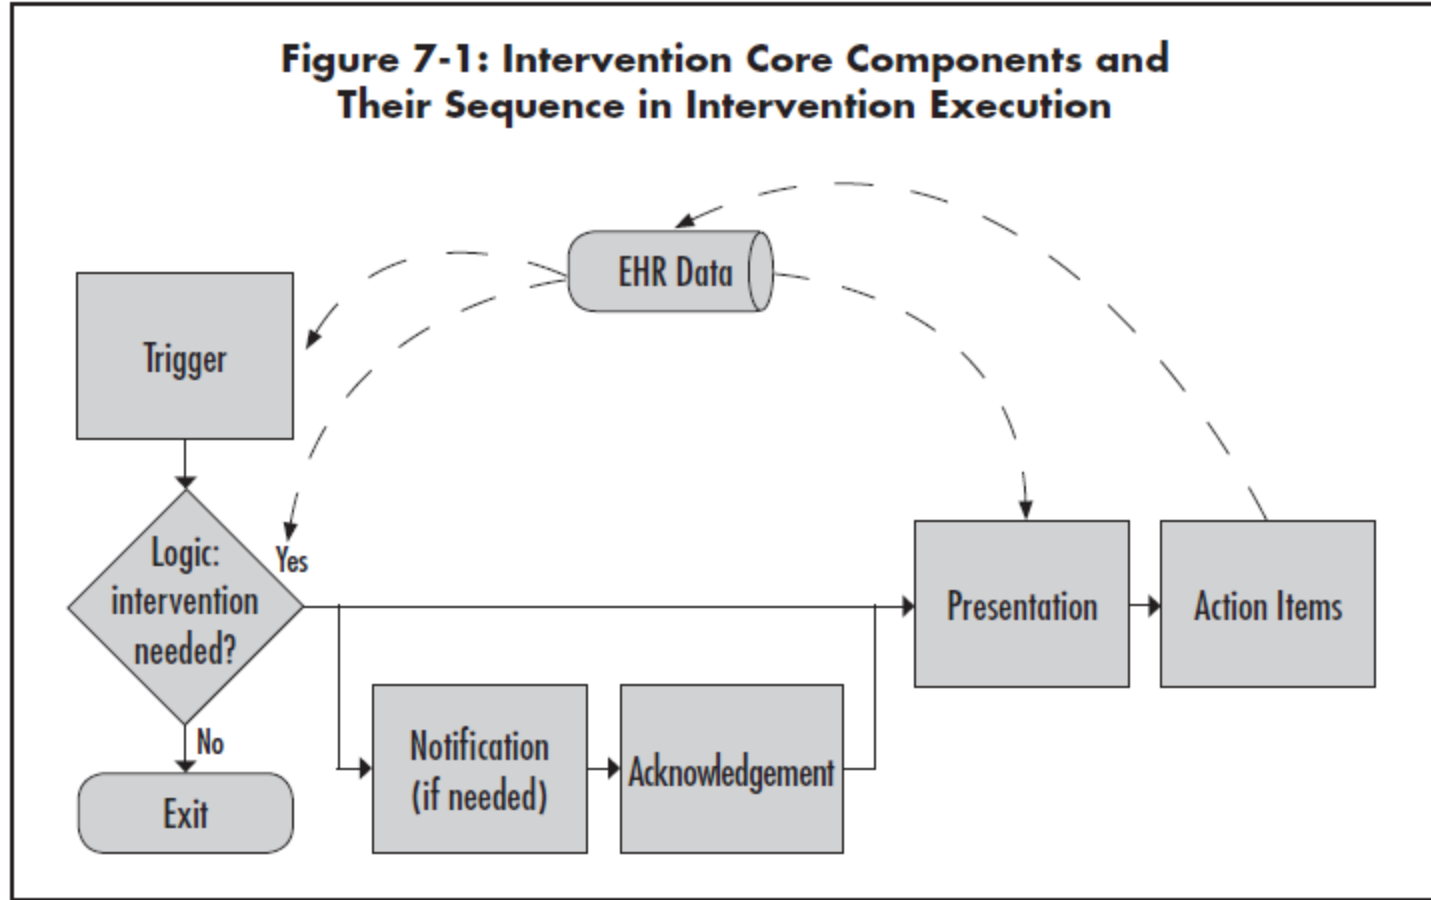 Figure 7-1: Intervention Core Components and
Their Sequence in Intervention Execution
EHR Data
Trigger
Logic:
intervention
needed?
Yes
No
Exit
Notification
(if needed)
Acknowledgement
Presentation
Action Items